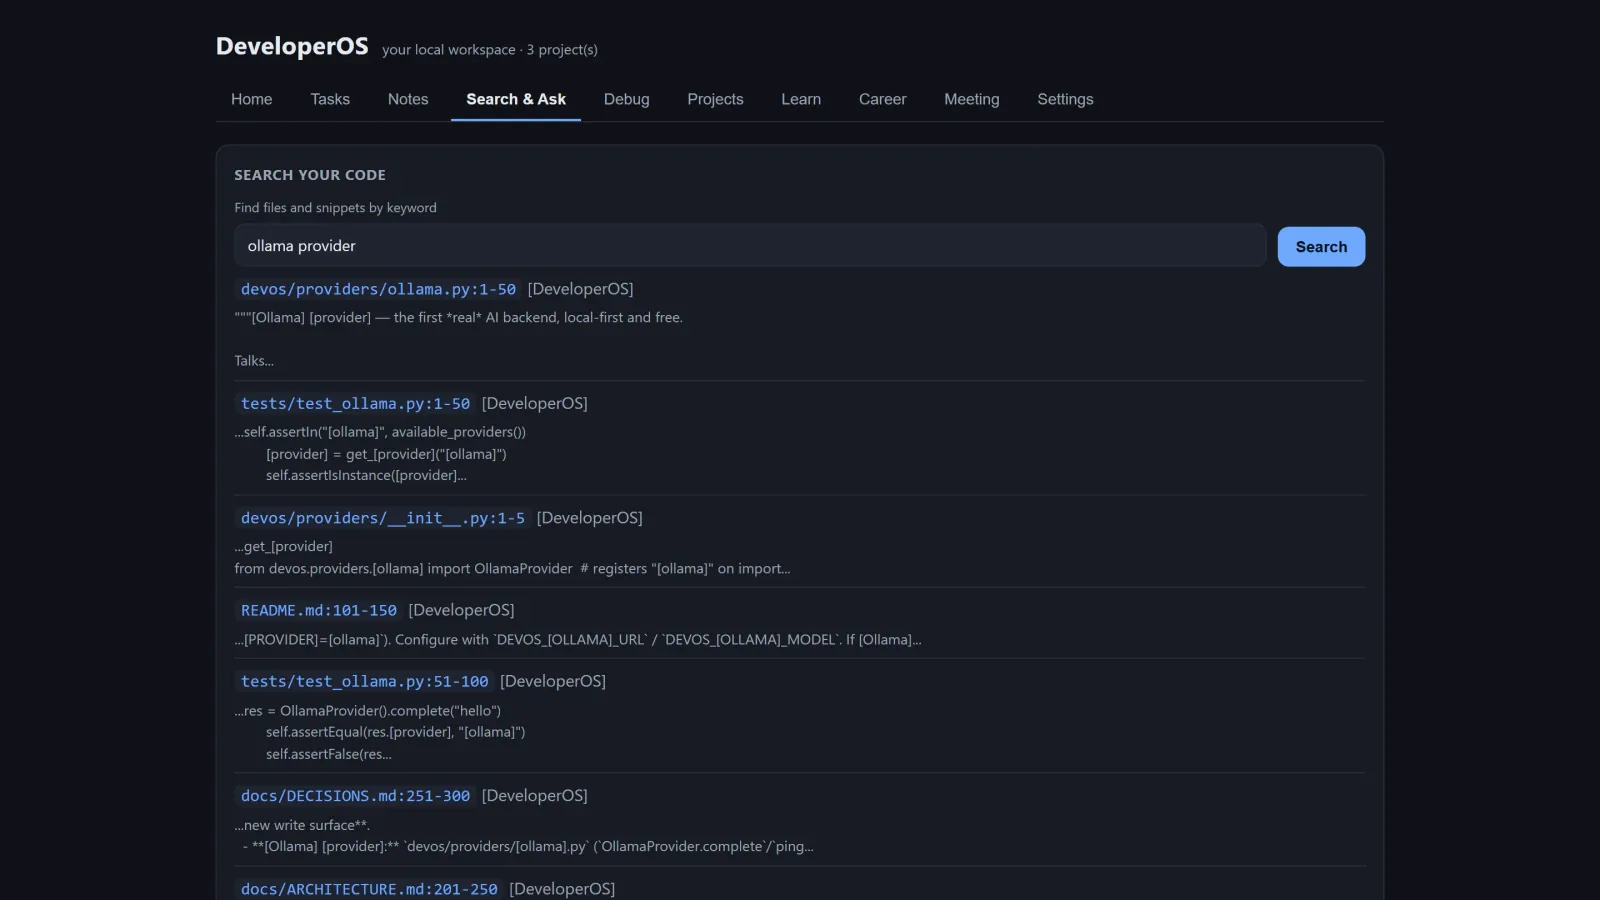 DeveloperOS your local workspace · 3 project(s)
Home Tasks Notes Search & Ask Debug Projects Learn Career Meeting Settings
SEARCH YOUR CODE
Find files and snippets by keyword
ollama provider Search
devos/providers/ollama.py:1-50 [DeveloperOS]
"""[Ollama] [provider] — the first *real* AI backend, local-first and free.
Talks...
tests/test_ollama.py:1-50 [DeveloperOS]
...self.assertIn("[ollama]", available_providers())
[provider] = get_[provider]("[ollama]")
self.assertIsInstance([provider]...
devos/providers/__init__.py:1-5 [DeveloperOS]
...get_[provider]
from devos.providers.[ollama] import OllamaProvider # registers "[ollama]" on import...
README.md:101-150 [DeveloperOS]
...[PROVIDER]=[ollama]`). Configure with `DEVOS_[OLLAMA]_URL` / `DEVOS_[OLLAMA]_MODEL`. If [Ollama]...
tests/test_ollama.py:51-100 [DeveloperOS]
...res = OllamaProvider().complete("hello")
self.assertEqual(res.[provider], "[ollama]")
self.assertFalse(res...
docs/DECISIONS.md:251-300 [DeveloperOS]
...new write surface**.
- **[Ollama] [provider]:** `devos/providers/[ollama].py` (`OllamaProvider.complete`/`ping...
docs/ARCHITECTURE.md:201-250 [DeveloperOS]